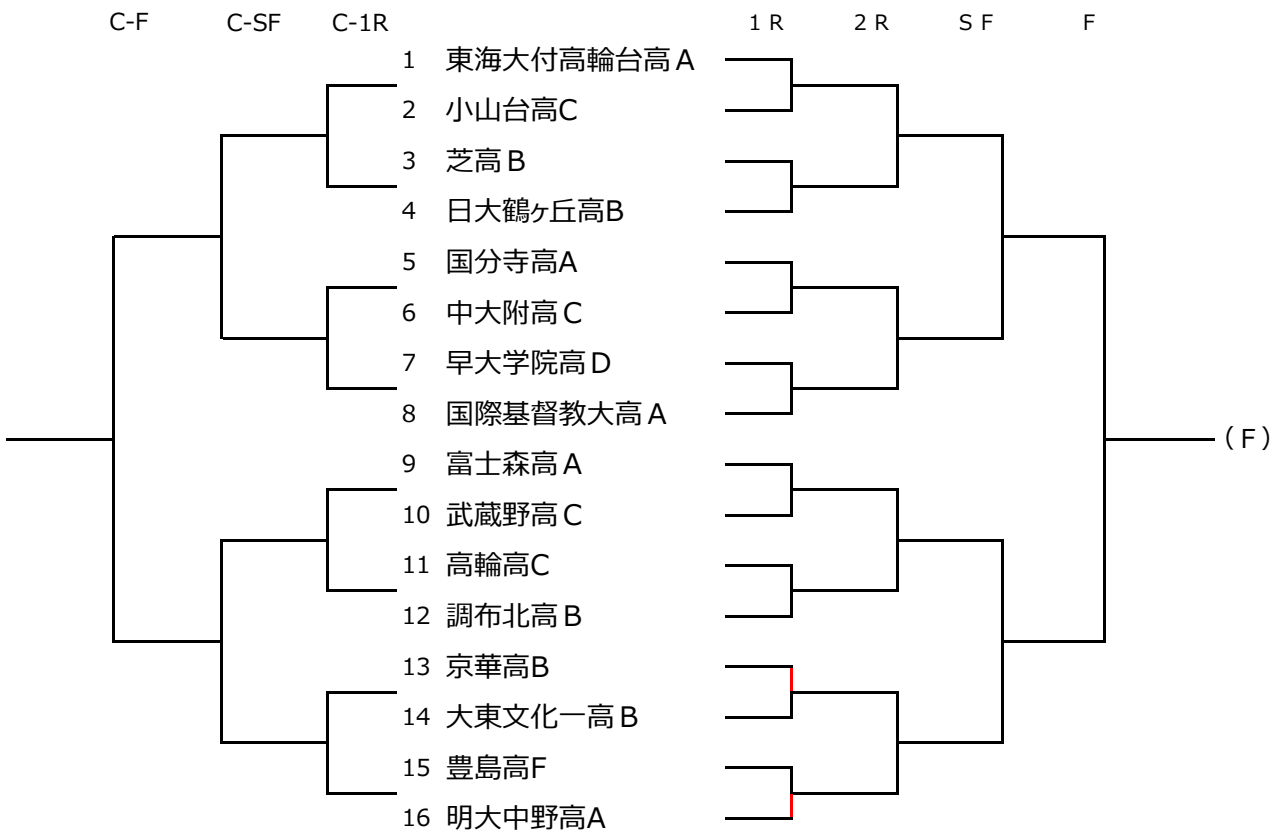 C-F C-SF C-1R 1 R 2 R S F F
1 東海大付高輪台高A
2 小山台高C
3 芝高B
4 日大鶴ヶ丘高B
5 国分寺高A
6 中大附高C
7 早大学院高D
8 国際基督教大高A
(F)
9 富士森高A
10 武蔵野高C
11 高輪高C
12 調布北高B
13 京華高B
14 大東文化一高B
15 豊島高F
16 明大中野高A